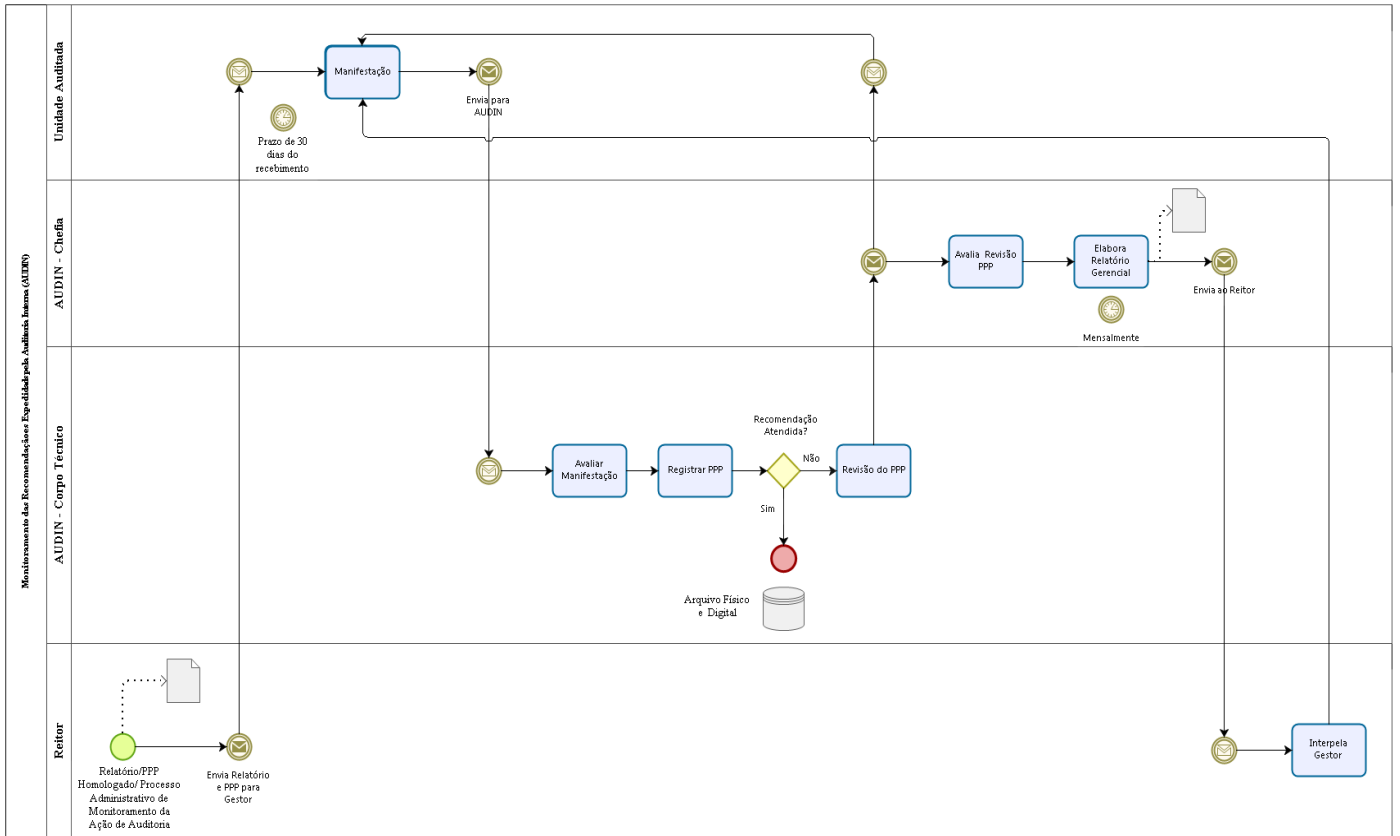 Monitoramento das Recomendações Expedidas pela Auditoria Interna (AUDIN)
Unidade Auditada
Manifestação
Envia para
AUDIN
Prazo de 30
dias do
recebimento
AUDIN - Chefia
Avalia Revisão
PPP
Elabora
Relatório
Gerencial
Envia ao Reitor
Mensalmente
AUDIN - Corpo Técnico
Recomendação
Atendida?
Avaliar
Manifestação
Registrar PPP
Não
Revisão do PPP
Sim
Arquivo Físico
e Digital
Reitor
Relatório/PPP
Homologado/ Processo
Administrativo de
Monitoramento da
Ação de Auditoria
Envia Relatório
e PPP para
Gestor
Interpela
Gestor